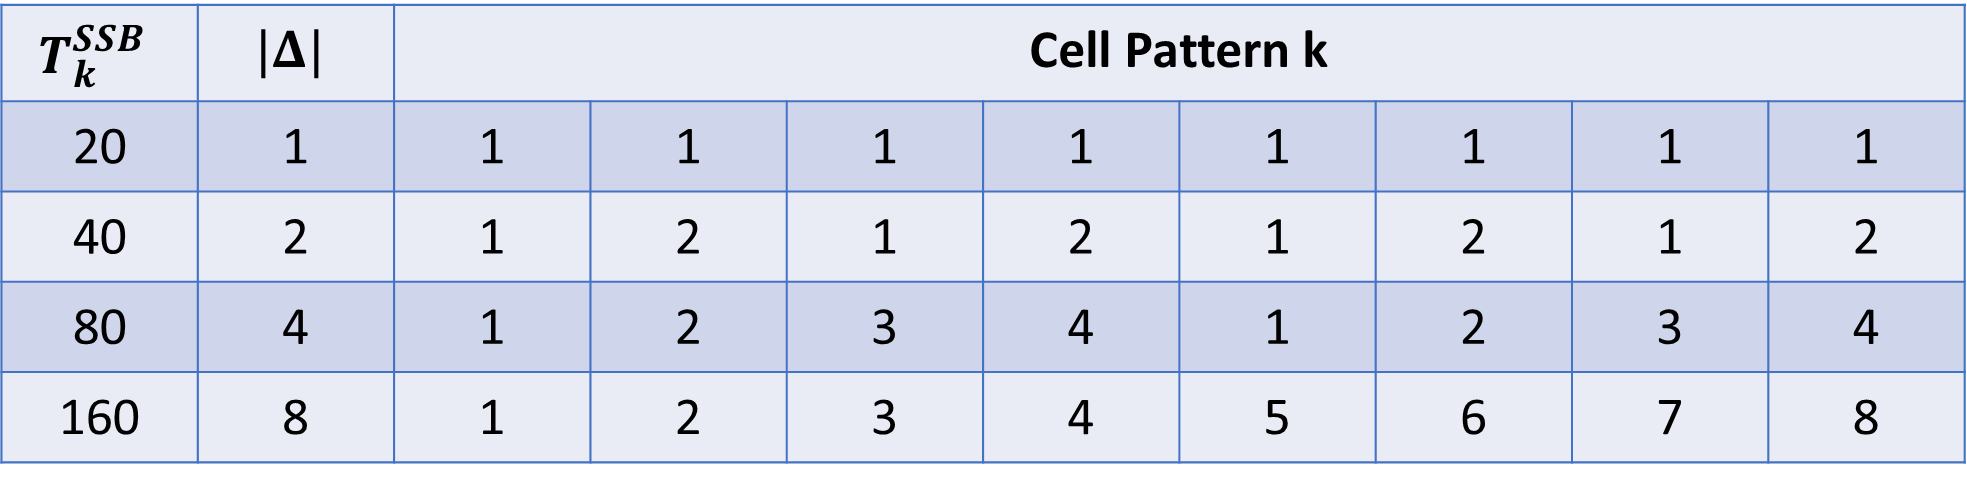 T_k^{SSB} |Δ| Cell Pattern k
20 1 1 1 1 1 1 1 1 1
40 2 1 2 1 2 1 2 1 2
80 4 1 2 3 4 1 2 3 4
160 8 1 2 3 4 5 6 7 8